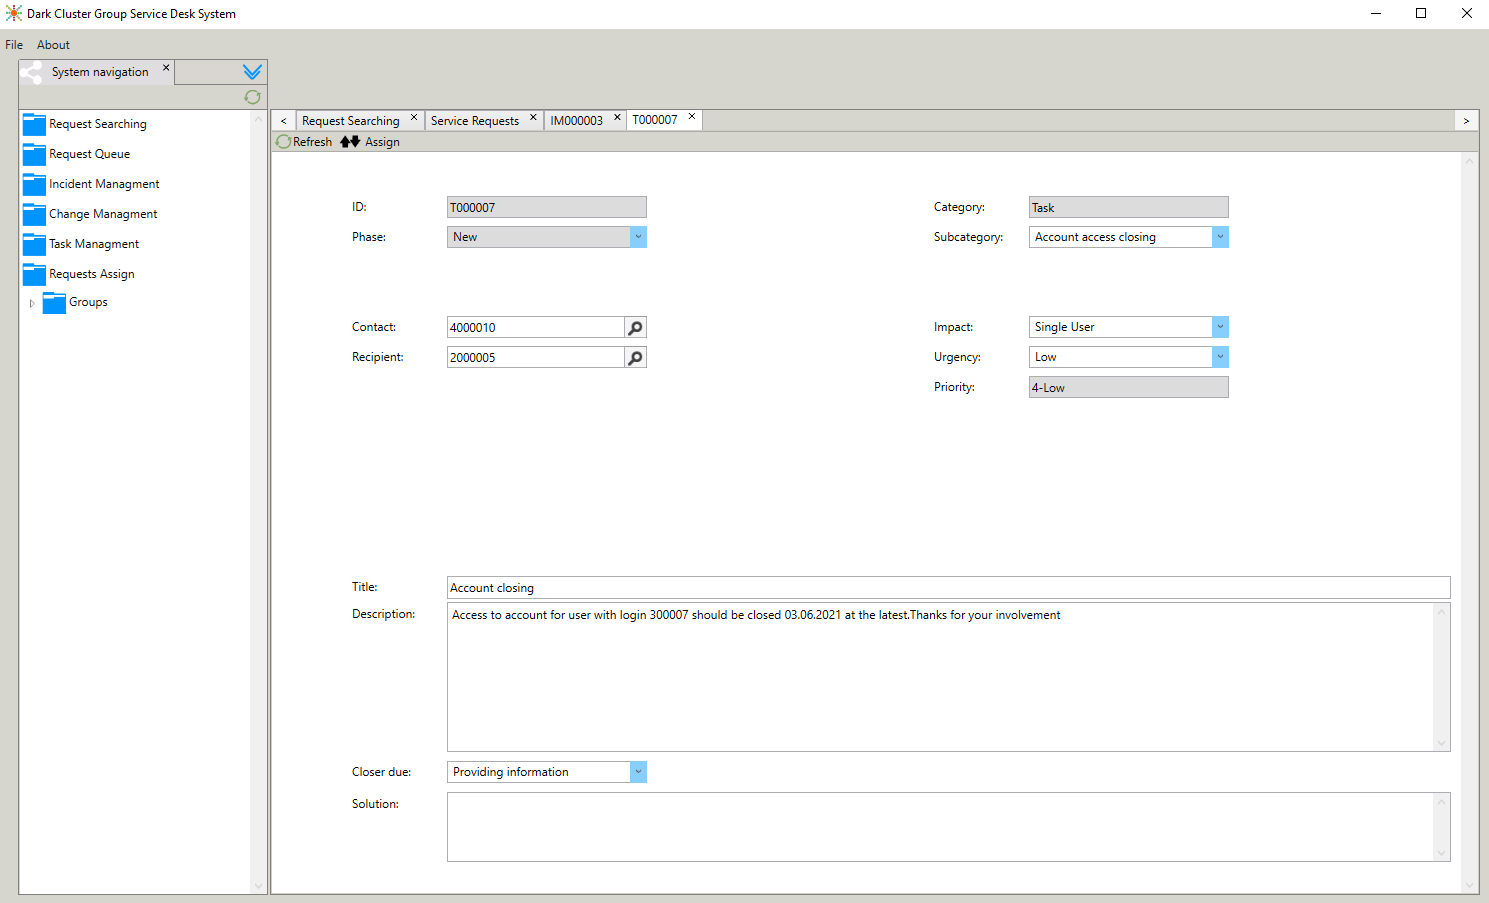 Dark Cluster Group Service Desk System
File About
System navigation
Request Searching
Request Queue
Incident Managment
Change Managment
Task Managment
Requests Assign
Groups
< Request Searching Service Requests IM000003 T000007 >
Refresh Assign
ID: T000007 Category: Task
Phase: New Subcategory: Account access closing
Contact: 4000010 Impact: Single User
Recipient: 2000005 Urgency: Low
Priority: 4-Low
Title: Account closing
Description: Access to account for user with login 300007 should be closed 03.06.2021 at the latest.Thanks for your involvement
Closer due: Providing information
Solution: